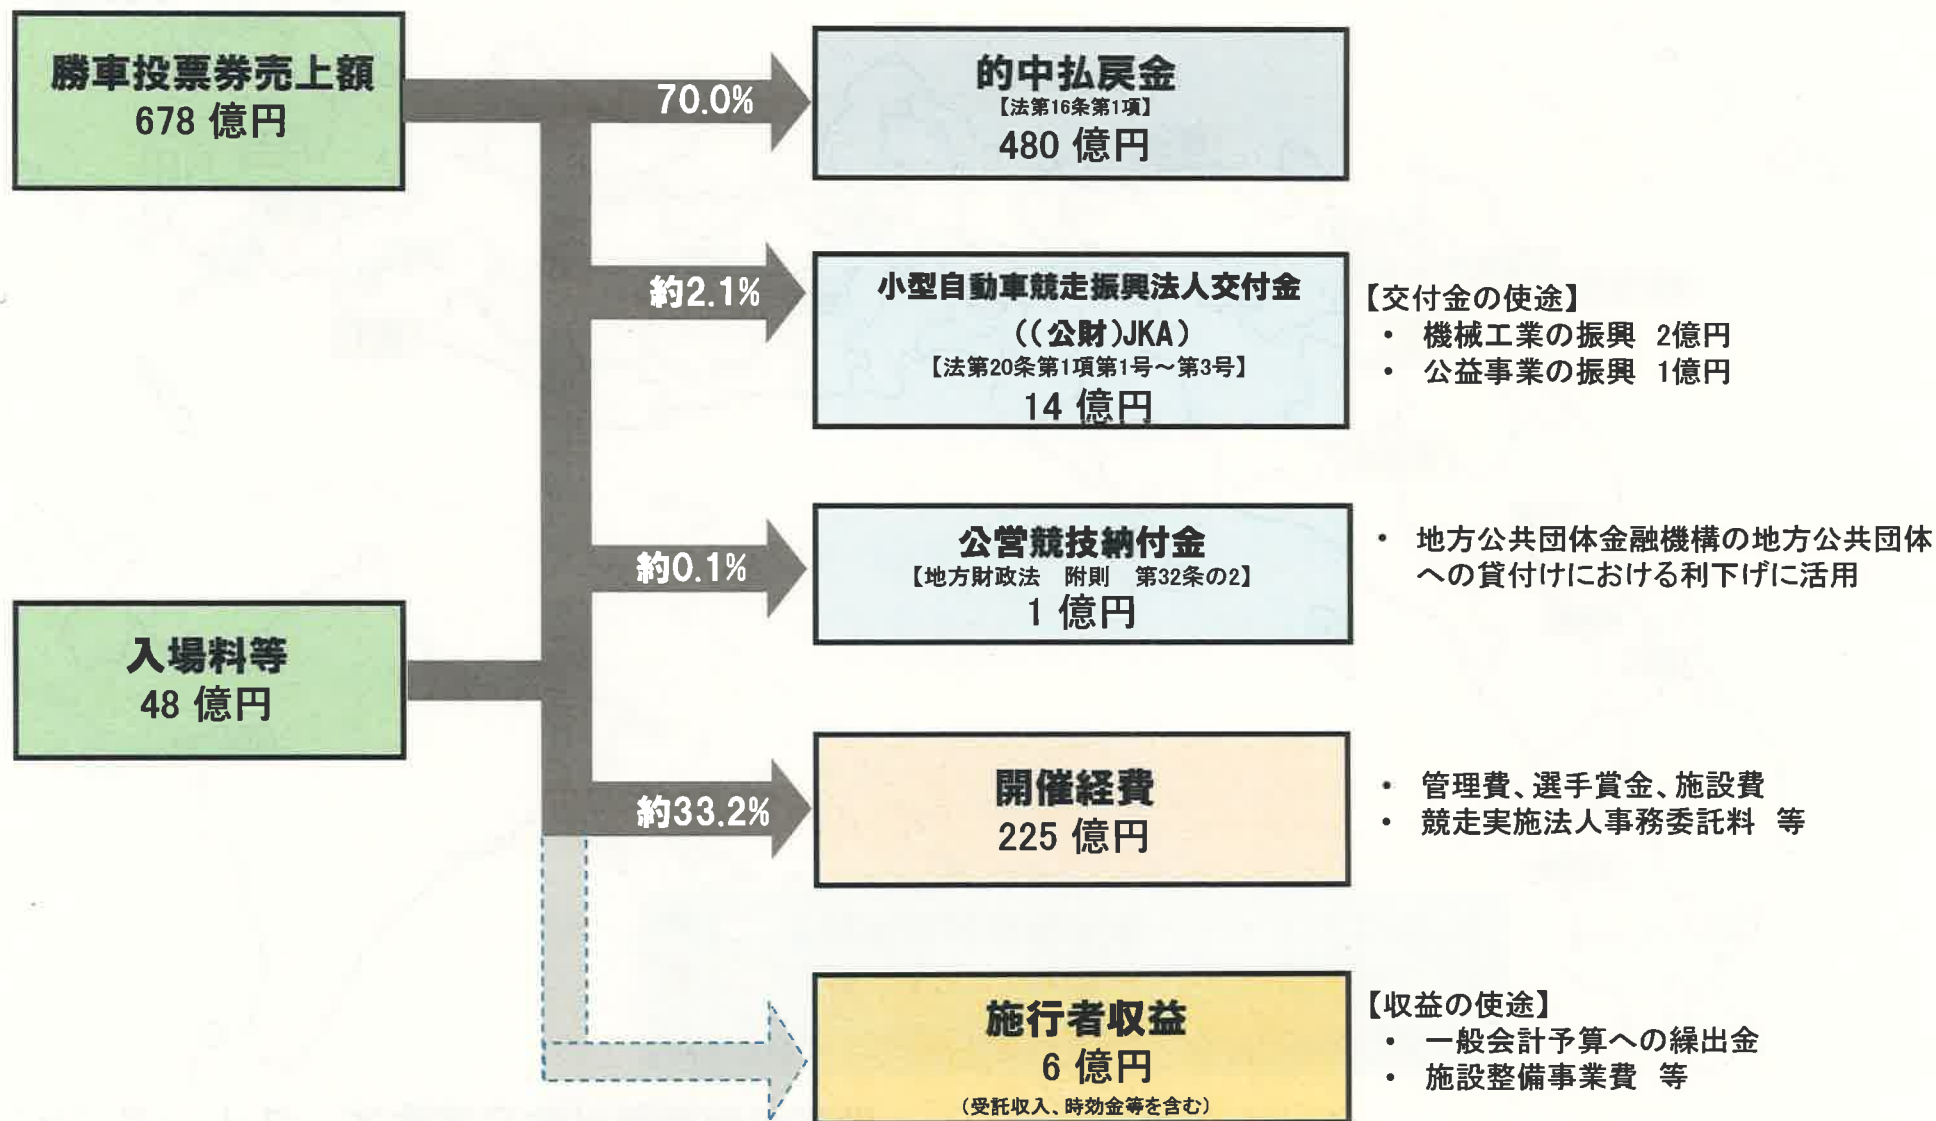 勝車投票券売上額
678 億円
70.0%
的中払戻金
【法第16条第1項】
480 億円
約2.1%
小型自動車競走振興法人交付金
((公財)JKA)
【法第20条第1項第1号～第3号】
14 億円
【交付金の使途】
・ 機械工業の振興 2億円
・ 公益事業の振興 1億円
約0.1%
公営競技納付金
【地方財政法 附則 第32条の2】
1 億円
・ 地方公共団体金融機構の地方公共団体
への貸付けにおける利下げに活用
入場料等
48 億円
約33.2%
開催経費
225 億円
・ 管理費、選手賞金、施設費
・ 競走実施法人事務委託料 等
施行者収益
6 億円
(受託収入、時効金等を含む)
【収益の使途】
・ 一般会計予算への繰出金
・ 施設整備事業費 等